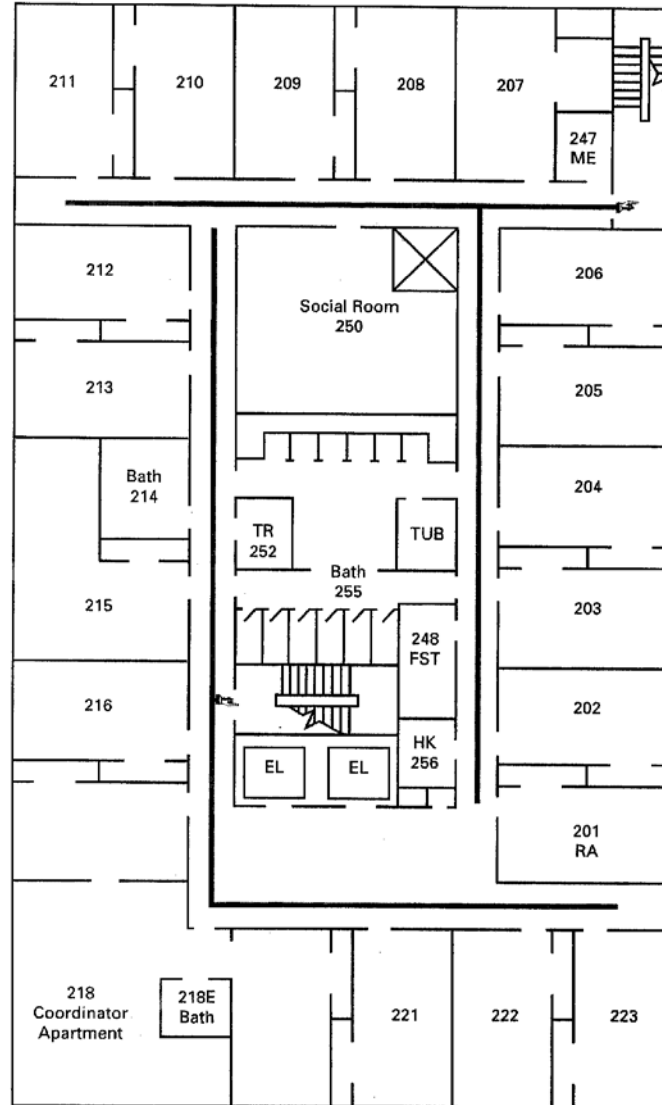 211
210
209
208
207
247
ME
212
206
Social Room
250
213
205
Bath
214
204
TR
252
TUB
Bath
255
215
203
248
FST
216
202
HK
256
EL
EL
201
RA
218
Coordinator
Apartment
218E
Bath
221
222
223